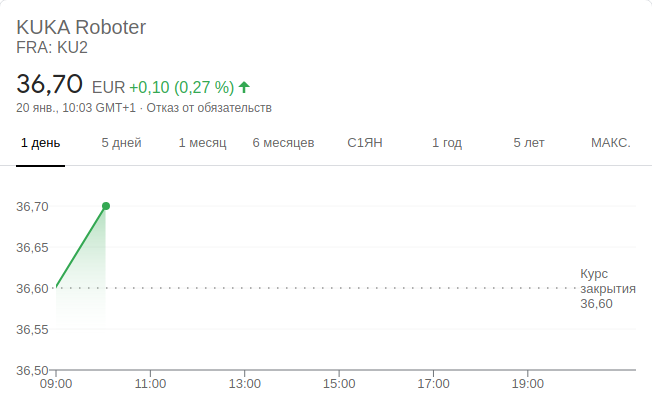 KUKA Roboter
FRA: KU2
36,70 EUR +0,10 (0,27 %)
20 янв., 10:03 GMT+1 · Отказ от обязательств
1 день 5 дней 1 месяц 6 месяцев С1ЯН 1 год 5 лет МАКС.
36,70
36,65
Курс
36,60 закрытия
36,60
36,55
36,50
09:00 11:00 13:00 15:00 17:00 19:00